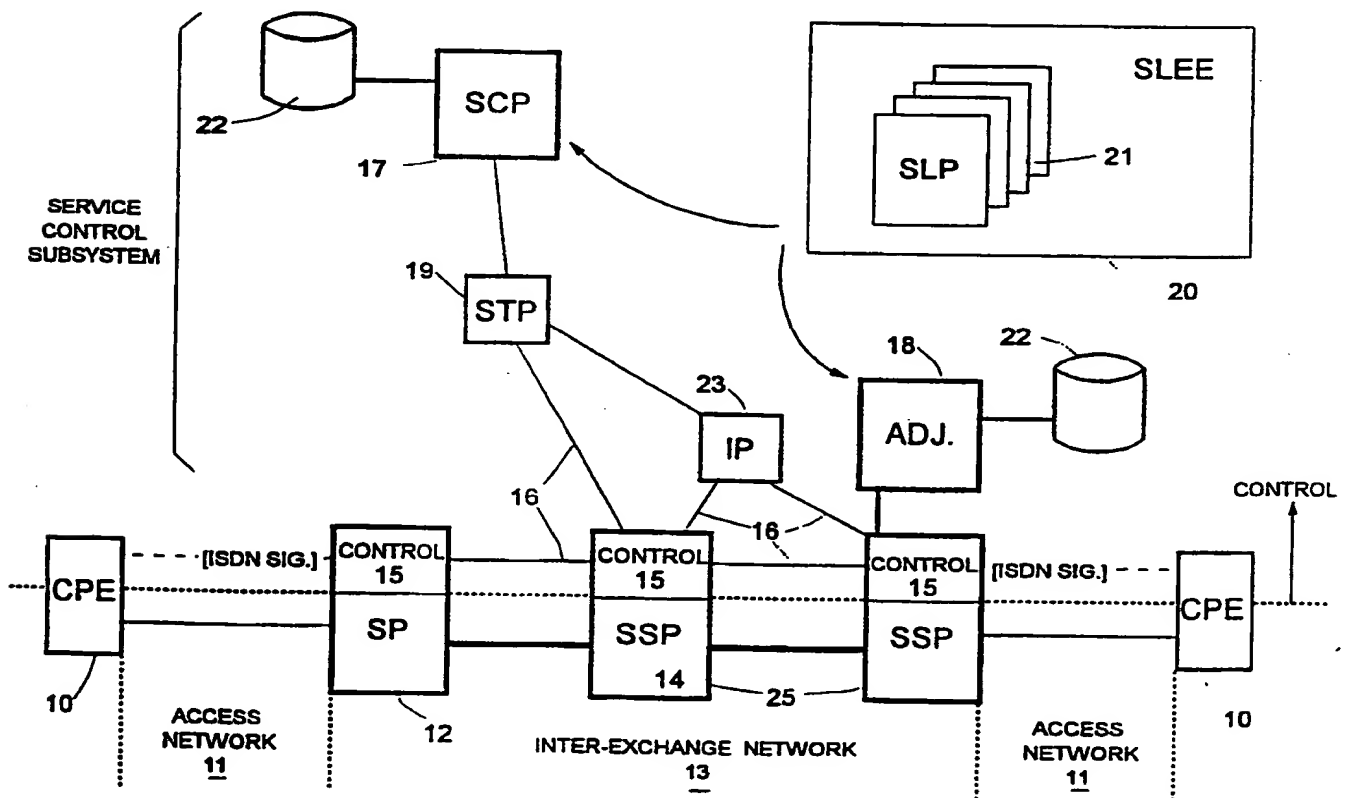 SLEE
22
SCP
17
SLP
21
SERVICE
CONTROL
SUBSYSTEM
19
STP
20
18
22
23
IP
ADJ.
16
16
CONTROL
CPE
[ISDN SIG.]
CONTROL
15
CONTROL
15
CONTROL
15
[ISDN SIG.]
CPE
SP
SSP
14
SSP
10
12
25
10
ACCESS
NETWORK
11
INTER-EXCHANGE NETWORK
13
ACCESS
NETWORK
11